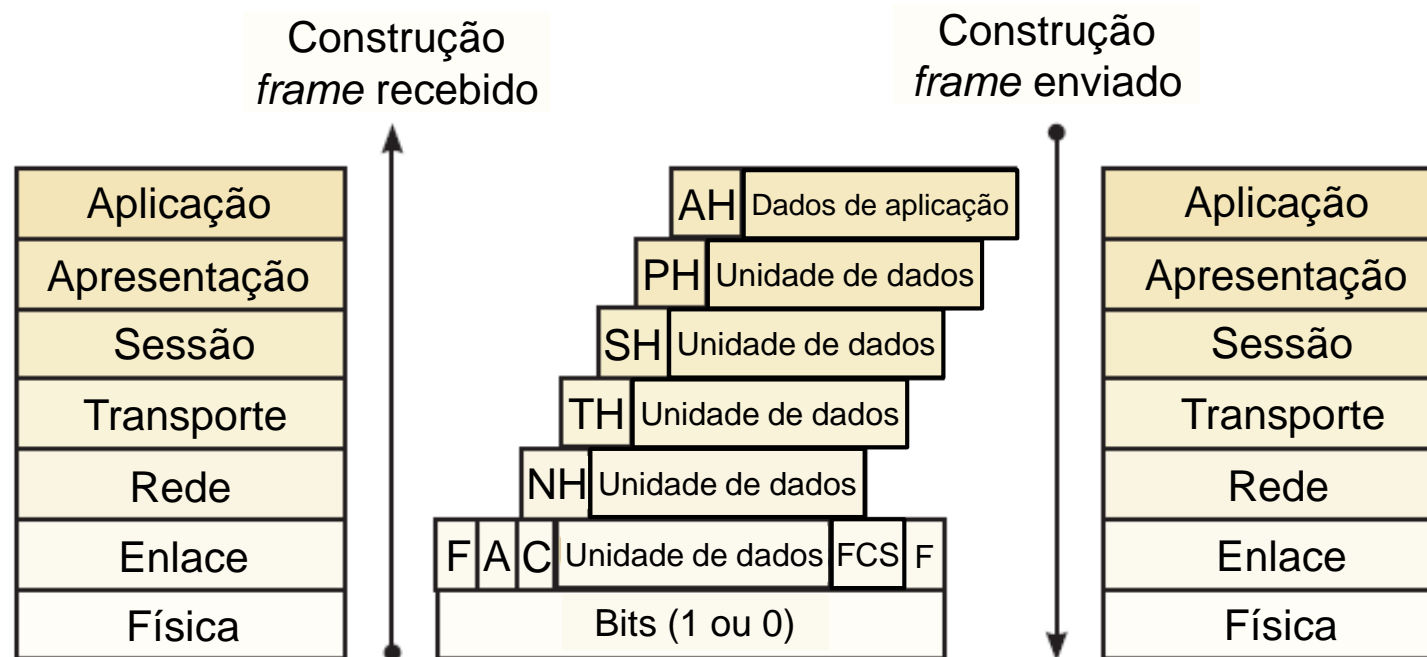 Construção
frame recebido
Construção
frame enviado
Aplicação
Apresentação
Sessão
Transporte
Rede
Enlace
Física
AH Dados de aplicação
PH Unidade de dados
SH Unidade de dados
TH Unidade de dados
NH Unidade de dados
F A C Unidade de dados FCS F
Bits (1 ou 0)
Aplicação
Apresentação
Sessão
Transporte
Rede
Enlace
Física